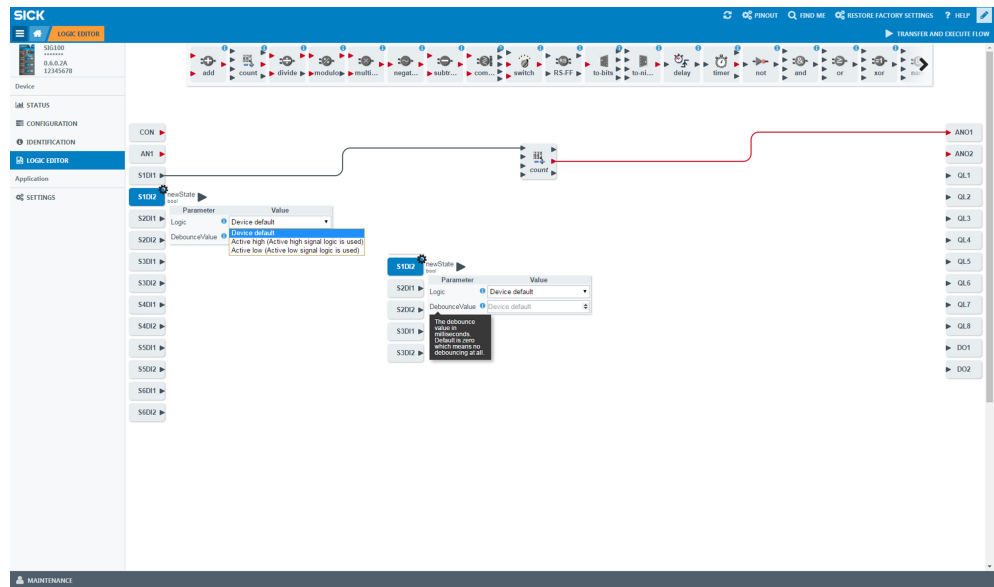 SICK
PINOUT
FIND ME
RESTORE FACTORY SETTINGS
? HELP
LOGIC EDITOR
TRANSFER AND EXECUTE FLOW
SIG100
*******
0.6.0.2A
12345678
Device
STATUS
CONFIGURATION
IDENTIFICATION
LOGIC EDITOR
Application
SETTINGS
add
count
divide
modulo
multi...
negat...
subtr...
com...
switch
RS-FF
to-bits
to-ni...
delay
timer
not
and
or
xor
CON
AN1
S1DI1
S1DI2
S2DI1
S2DI2
S3DI1
S3DI2
S4DI1
S4DI2
S5DI1
S5DI2
S6DI1
S6DI2
newState
bool
Parameter Value
Logic Device default
DebounceValue
Device default
Active high (Active high signal logic is used)
Active low (Active low signal logic is used)
count
S1DI2
S2DI1
S2DI2
S3DI1
S3DI2
newState
bool
Parameter Value
Logic Device default
DebounceValue Device default
The debounce
value in
milliseconds.
Default is zero
which means no
debouncing at all.
ANO1
ANO2
QL1
QL2
QL3
QL4
QL5
QL6
QL7
QL8
DO1
DO2
MAINTENANCE